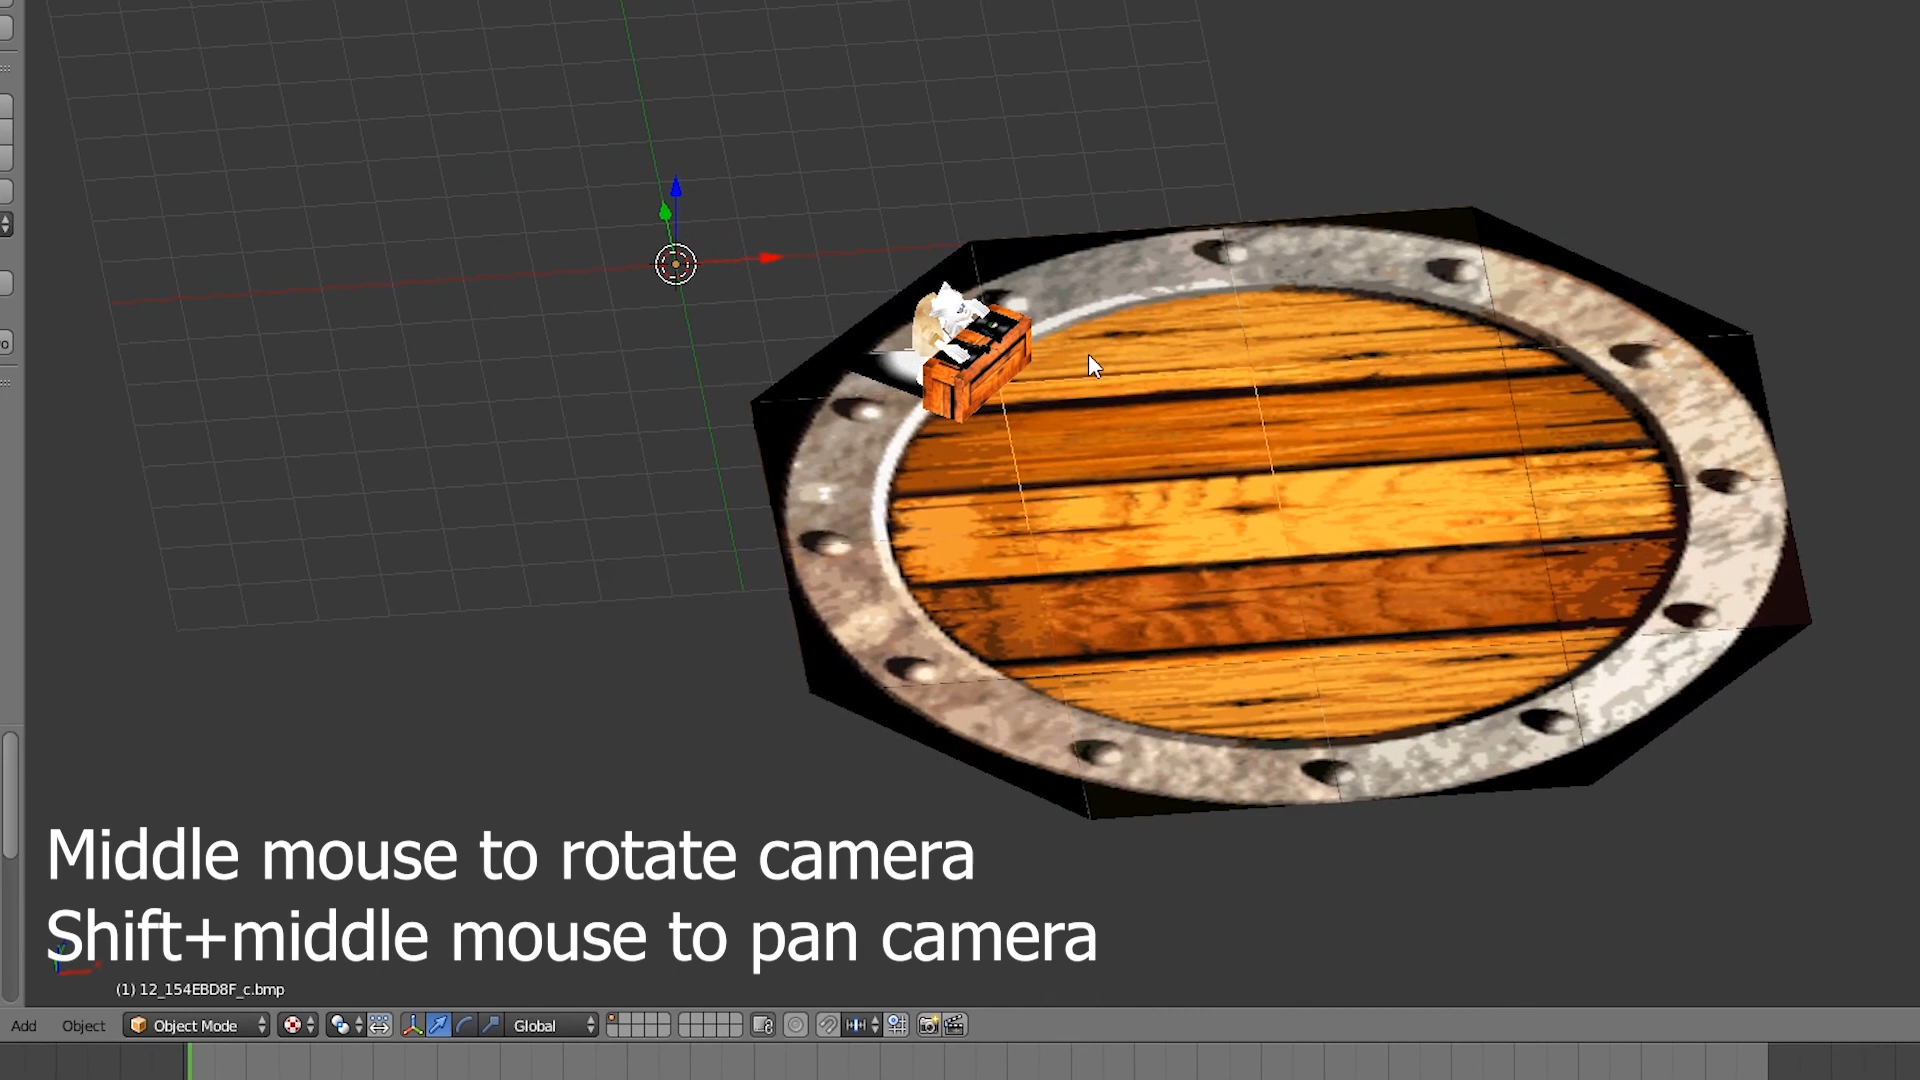 Middle mouse to rotate camera
Shift+middle mouse to pan camera
(1) 12_154EBD8F_c.bmp
Add Object Object Mode Global